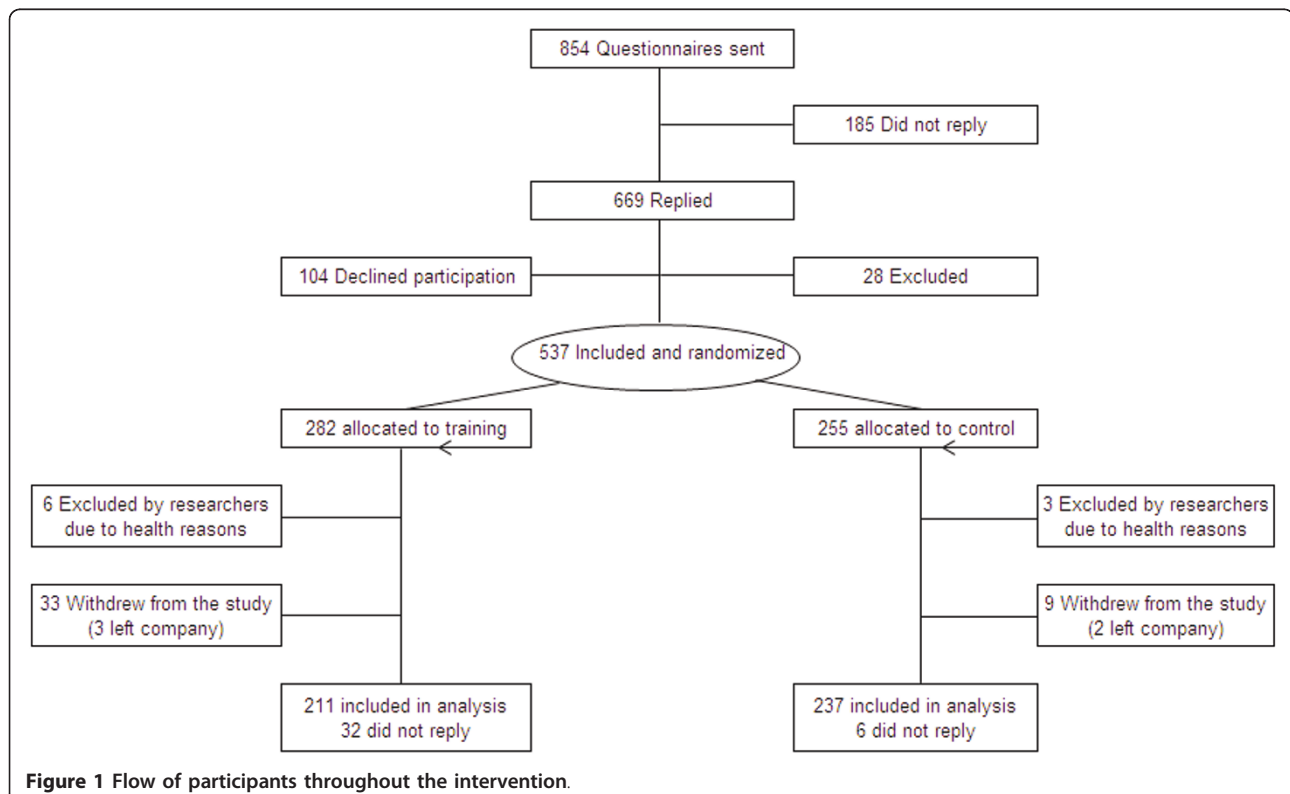 854 Questionnaires sent
185 Did not reply
669 Replied
104 Declined participation
28 Excluded
537 Included and randomized
282 allocated to training
255 allocated to control
6 Excluded by researchers
due to health reasons
3 Excluded by researchers
due to health reasons
33 Withdrew from the study
(3 left company)
9 Withdrew from the study
(2 left company)
211 included in analysis
32 did not reply
237 included in analysis
6 did not reply
Figure 1 Flow of participants throughout the intervention.